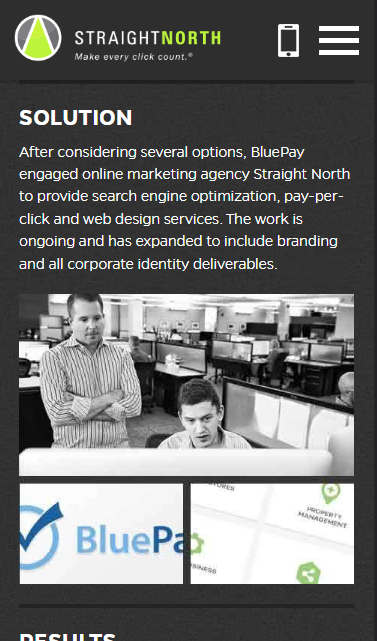 STRAIGHTNORTH
Make every click count.®
SOLUTION
After considering several options, BluePay
engaged online marketing agency Straight North
to provide search engine optimization, pay-per-
click and web design services. The work is
ongoing and has expanded to include branding
and all corporate identity deliverables.
BluePa
PROPERTY
MANAGEMENT
RESULTS